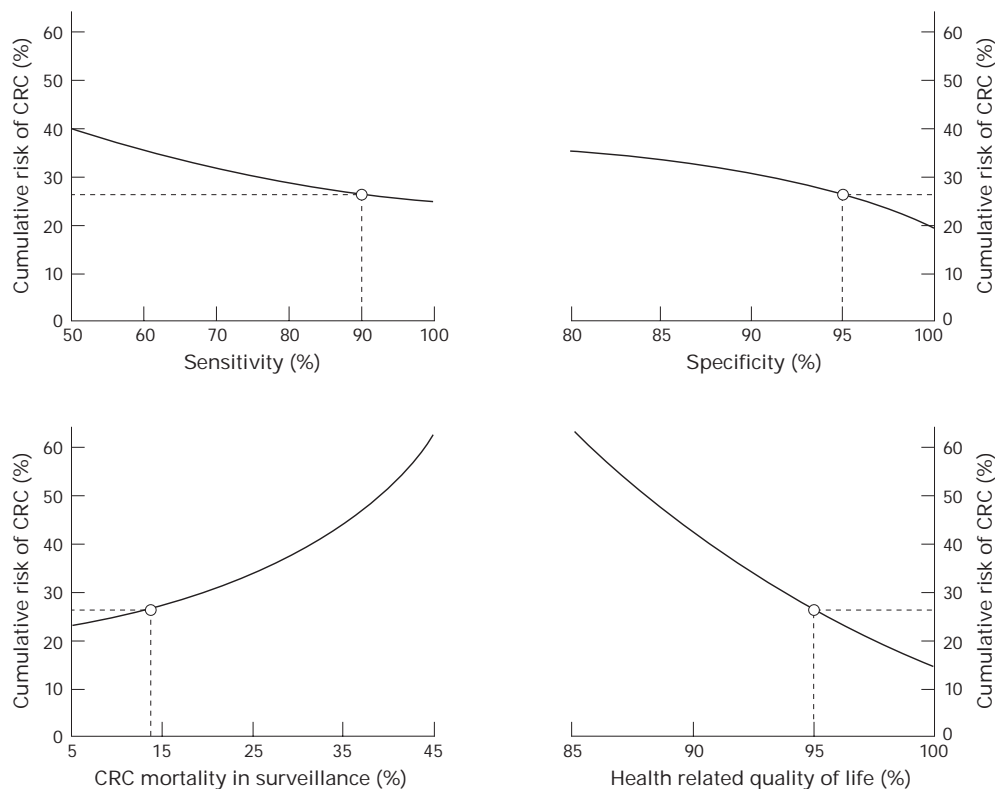 Cumulative risk of CRC (%)
60
50
40
30
20
10
0
50 60 70 80 90 100
Sensitivity (%)
Cumulative risk of CRC (%)
60
50
40
30
20
10
0
80 85 90 95 100
Specificity (%)
Cumulative risk of CRC (%)
60
50
40
30
20
10
0
5 15 25 35 45
CRC mortality in surveillance (%)
Cumulative risk of CRC (%)
60
50
40
30
20
10
0
85 90 95 100
Health related quality of life (%)